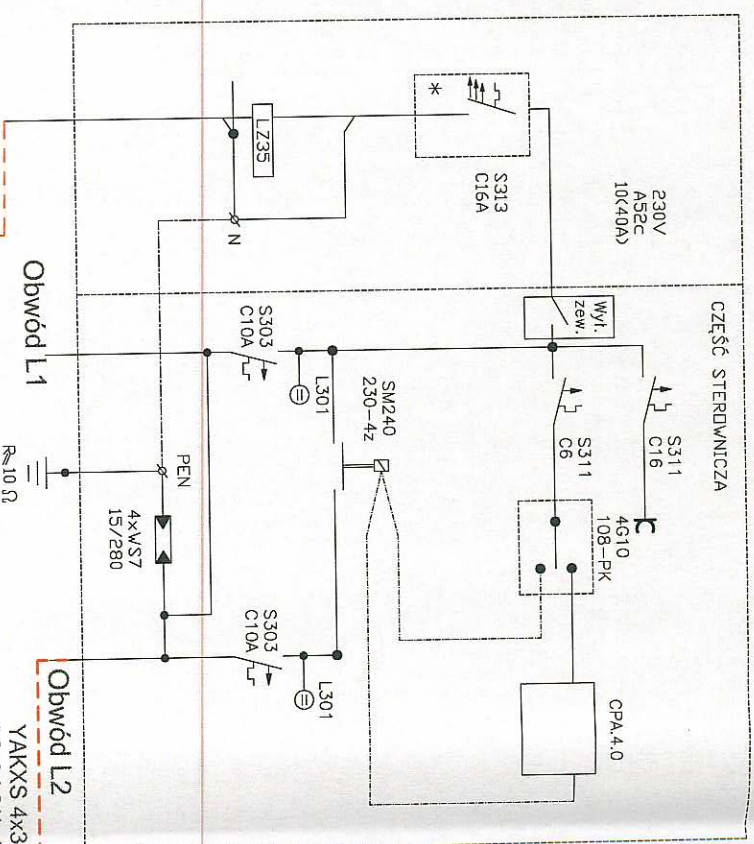 230V
A52c
10(40A)
CZĘŚĆ STEROWNICZA
S313
C16A
*
LZ35
N
Wył.
zew.
S311
C16
S311
C6
4G10
108-PK
CPA.4.0
SM240
230-4z
L301
S303
C10A
L301
S303
C10A
PEN
4xWS7
15/280
Obwód L1
Obwód L2
R≤10 Ω
YAKXS 4x3